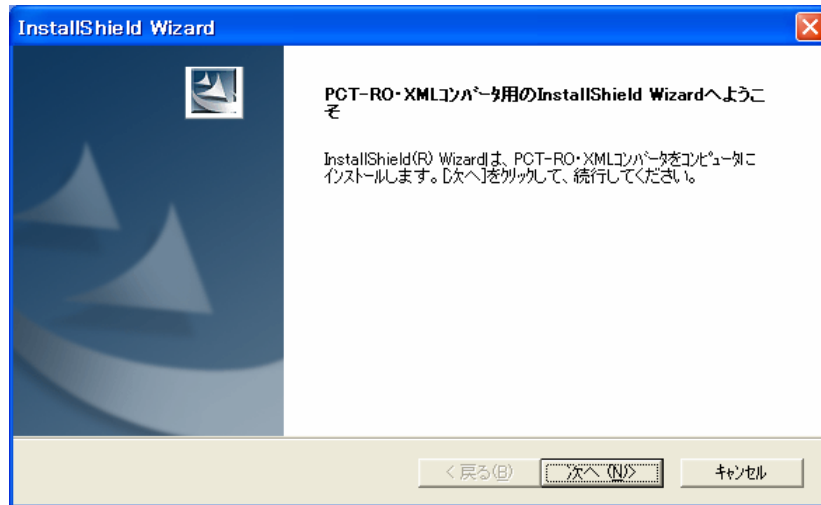 InstallShield Wizard
PCT-RO・XMLコンバータ用のInstallShield Wizardへようこ
そ
InstallShield(R) Wizardは、PCT-RO・XMLコンバータをコンピュータに
インストールします。[次へ]をクリックして、続行してください。
< 戻る(B)
次へ (N)>
キャンセル